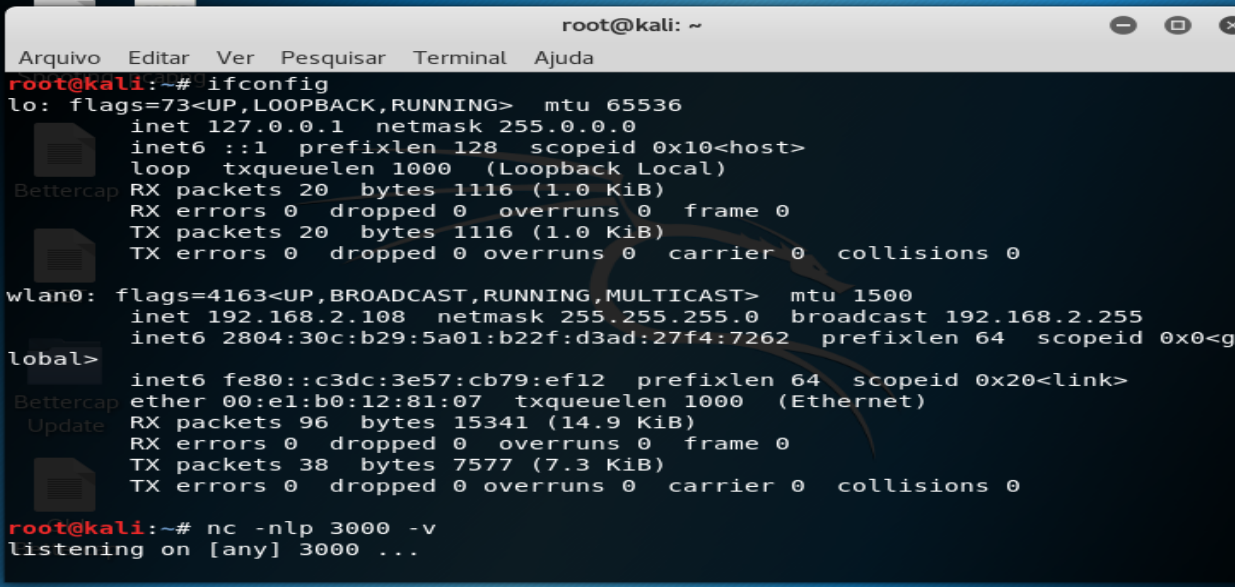 root@kali: ~
Arquivo Editar Ver Pesquisar Terminal Ajuda
root@kali:~# ifconfig
lo: flags=73<UP,LOOPBACK,RUNNING>  mtu 65536
        inet 127.0.0.1  netmask 255.0.0.0
        inet6 ::1  prefixlen 128  scopeid 0x10<host>
        loop  txqueuelen 1000  (Loopback Local)
Bettercap
        RX packets 20  bytes 1116 (1.0 KiB)
        RX errors 0  dropped 0  overruns 0  frame 0
        TX packets 20  bytes 1116 (1.0 KiB)
        TX errors 0  dropped 0 overruns 0  carrier 0  collisions 0
wlan0: flags=4163<UP,BROADCAST,RUNNING,MULTICAST>  mtu 1500
        inet 192.168.2.108  netmask 255.255.255.0  broadcast 192.168.2.255
        inet6 2804:30c:b29:5a01:b22f:d3ad:27f4:7262  prefixlen 64  scopeid 0x0<g
lobal>
        inet6 fe80::c3dc:3e57:cb79:ef12  prefixlen 64  scopeid 0x20<link>
Bettercap
Update
        ether 00:e1:b0:12:81:07  txqueuelen 1000  (Ethernet)
        RX packets 96  bytes 15341 (14.9 KiB)
        RX errors 0  dropped 0  overruns 0  frame 0
        TX packets 38  bytes 7577 (7.3 KiB)
        TX errors 0  dropped 0 overruns 0  carrier 0  collisions 0
root@kali:~# nc -nlp 3000 -v
listening on [any] 3000 ...